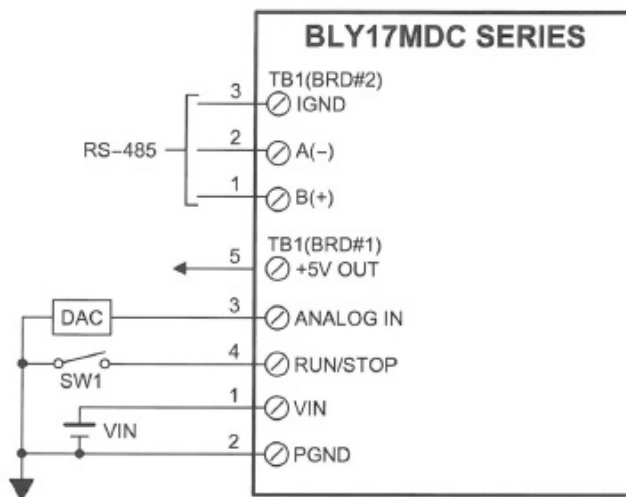 BLY17MDC SERIES
TB1(BRD#2)
3 IGND
RS-485
2 A(-)
1 B(+)
TB1(BRD#1)
5 +5V OUT
DAC
3 ANALOG IN
4 RUN/STOP
SW1
1 VIN
VIN
2 PGND